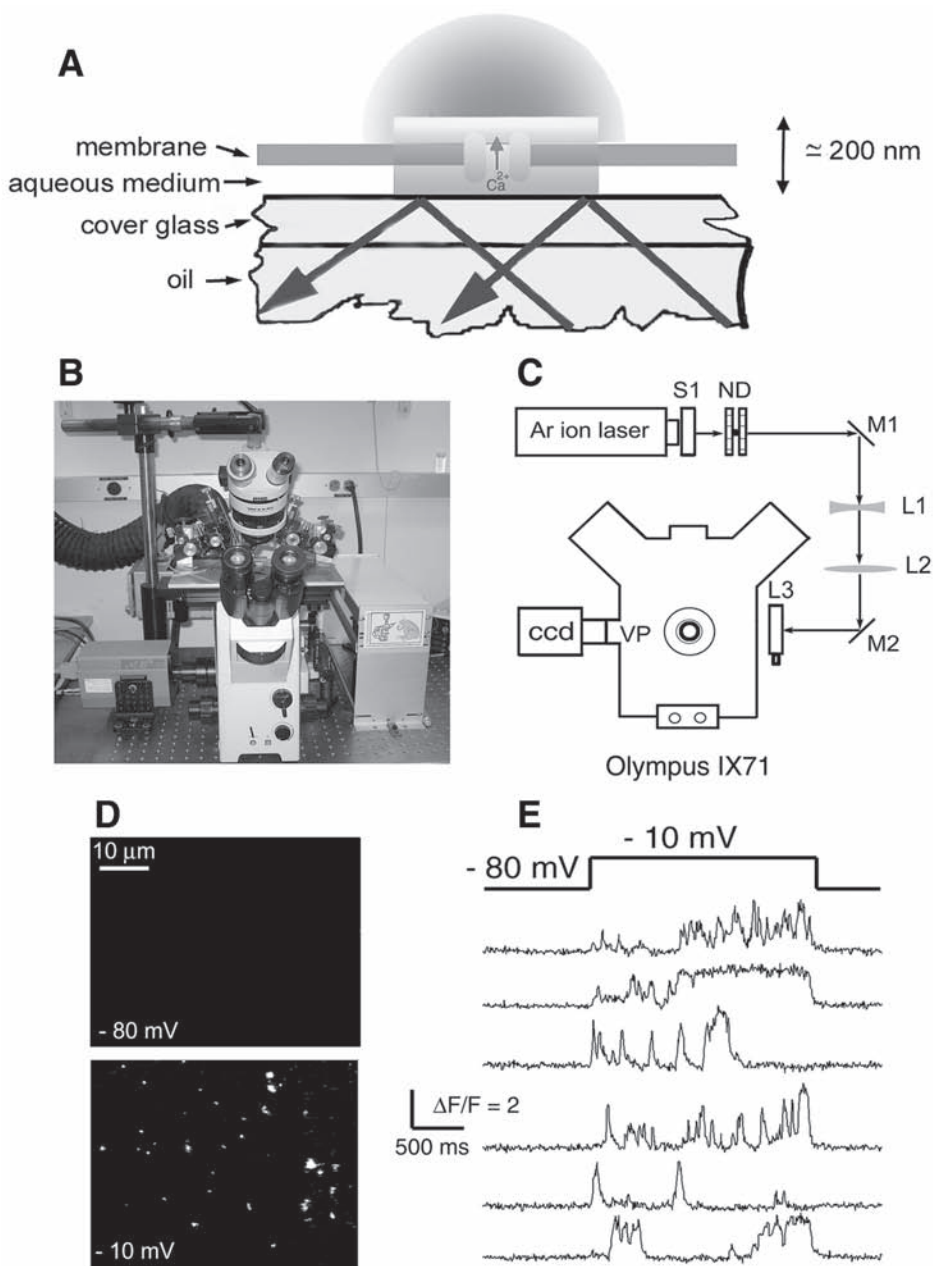 A
membrane
aqueous medium
cover glass
oil
Ca2+
≃ 200 nm
B
C
S1
ND
Ar ion laser
M1
L1
L2
L3
M2
ccd
VP
Olympus IX71
D
10 μm
- 80 mV
- 10 mV
E
- 10 mV
- 80 mV
ΔF/F = 2
500 ms